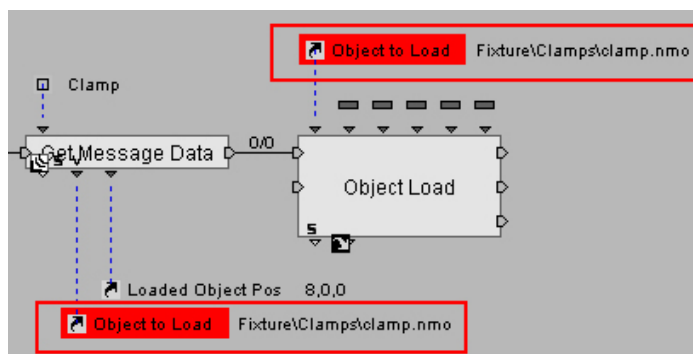 Object to Load Fixture\Clamps\clamp.nmo
Clamp
Get Message Data
0/0
Object Load
S
S
Loaded Object Pos 8,0,0
Object to Load Fixture\Clamps\clamp.nmo